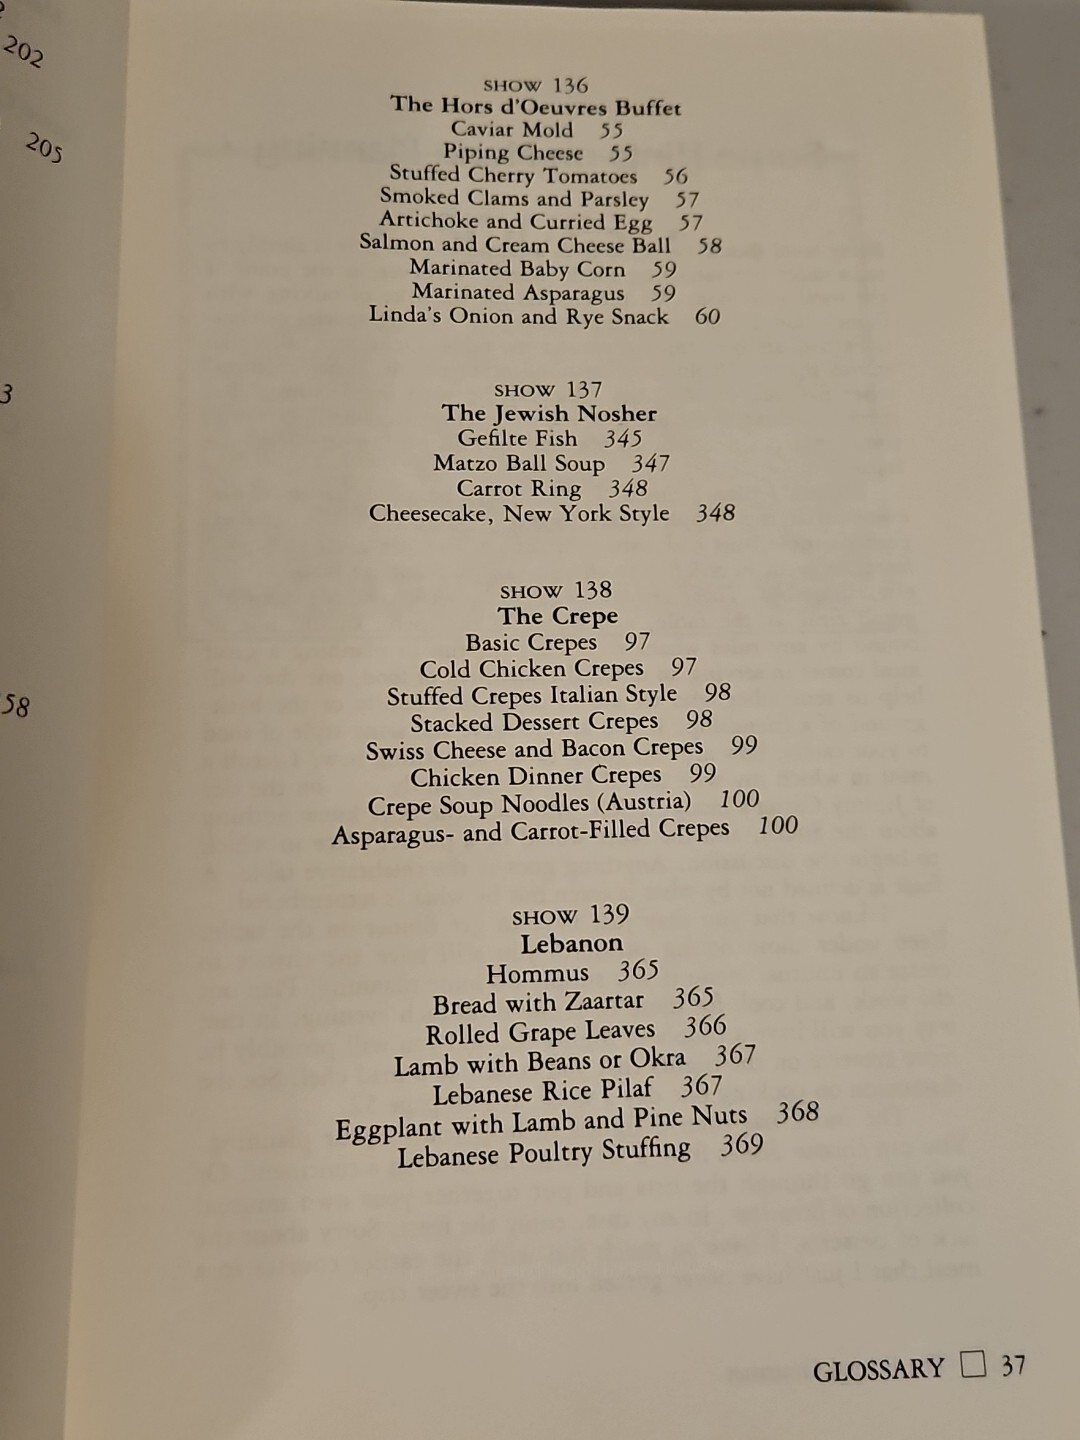 202
205
3
58
SHOW 136
The Hors d'Oeuvres Buffet
Caviar Mold 55
Piping Cheese 55
Stuffed Cherry Tomatoes 56
Smoked Clams and Parsley 57
Artichoke and Curried Egg 57
Salmon and Cream Cheese Ball 58
Marinated Baby Corn 59
Marinated Asparagus 59
Linda's Onion and Rye Snack 60
SHOW 137
The Jewish Nosher
Gefilte Fish 345
Matzo Ball Soup 347
Carrot Ring 348
Cheesecake, New York Style 348
SHOW 138
The Crepe
Basic Crepes 97
Cold Chicken Crepes 97
Stuffed Crepes Italian Style 98
Stacked Dessert Crepes 98
Swiss Cheese and Bacon Crepes 99
Chicken Dinner Crepes 99
Crepe Soup Noodles (Austria) 100
Asparagus- and Carrot-Filled Crepes 100
SHOW 139
Lebanon
Hommus 365
Bread with Zaartar 365
Rolled Grape Leaves 366
Lamb with Beans or Okra 367
Lebanese Rice Pilaf 367
Eggplant with Lamb and Pine Nuts 368
Lebanese Poultry Stuffing 369
GLOSSARY □ 37